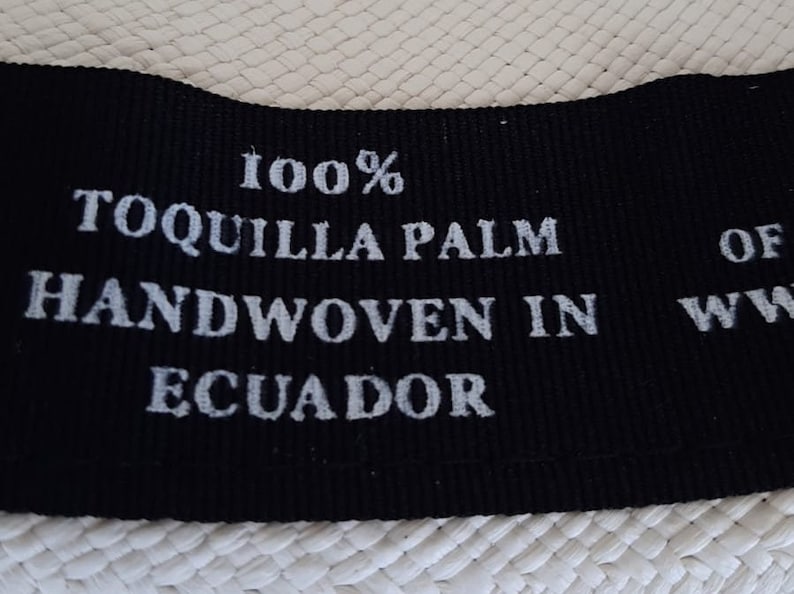 100%
TOQUILLA PALM
HANDWOVEN IN
ECUADOR
OF